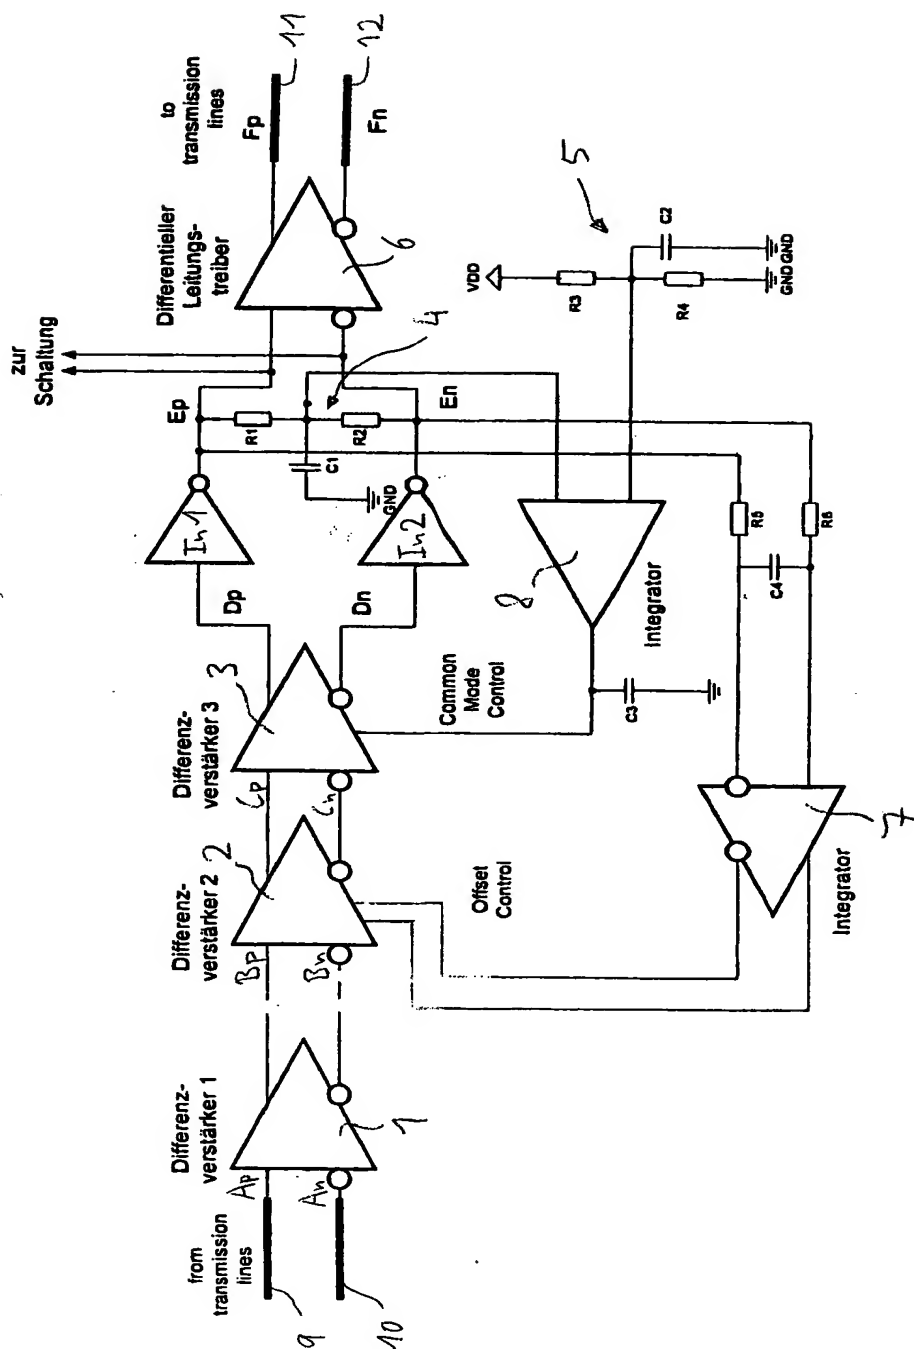 from
transmission
lines
9
10
Ap
An
Differenz-
verstärker 1
1
Bp
Bn
Differenz-
verstärker 2
2
Offset
Control
Cp
Cn
Differenz-
verstärker 3
3
Common
Mode
Control
Dp
Dn
In1
In2
Ep
En
R1
R2
C1
GND
4
zur
Schaltung
Differentieller
Leitungs-
treiber
6
Fp
Fn
to
transmission
lines
11
12
5
VDD
R3
R4
C2
GND
GND
8
Integrator
C3
R5
R6
C4
7
Integrator